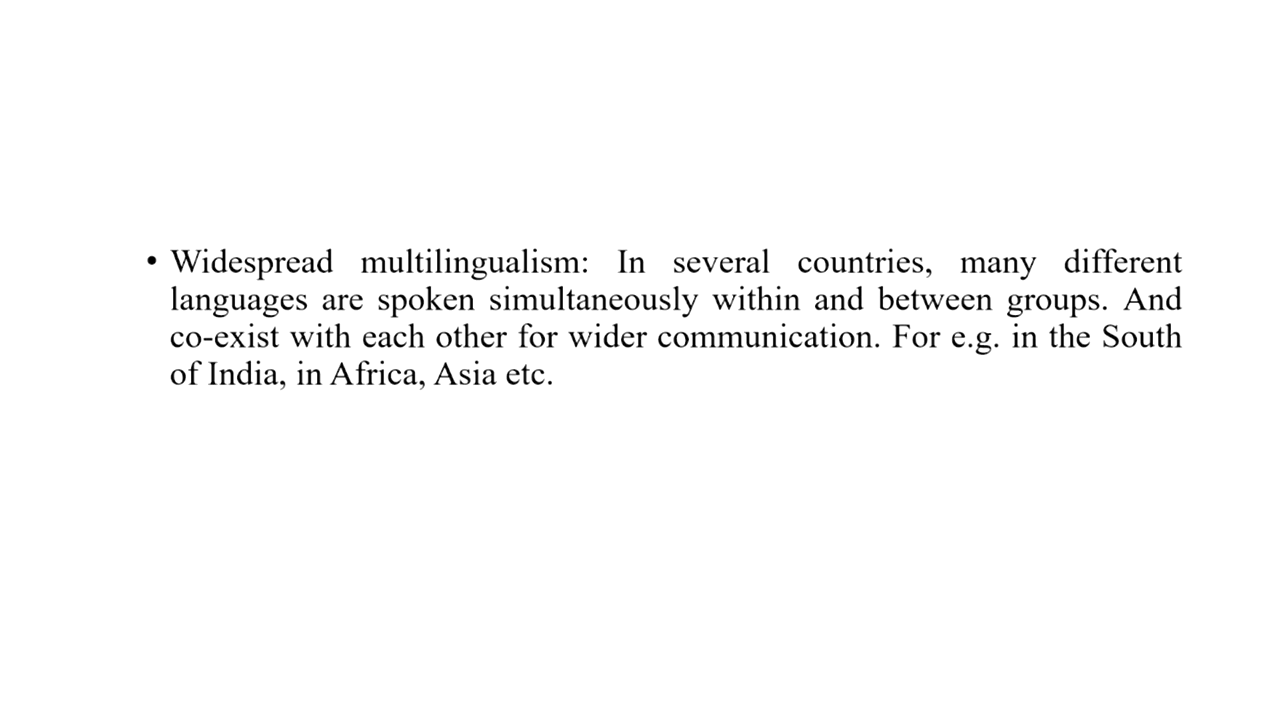 • Widespread multilingualism: In several countries, many different
languages are spoken simultaneously within and between groups. And
co-exist with each other for wider communication. For e.g. in the South
of India, in Africa, Asia etc.